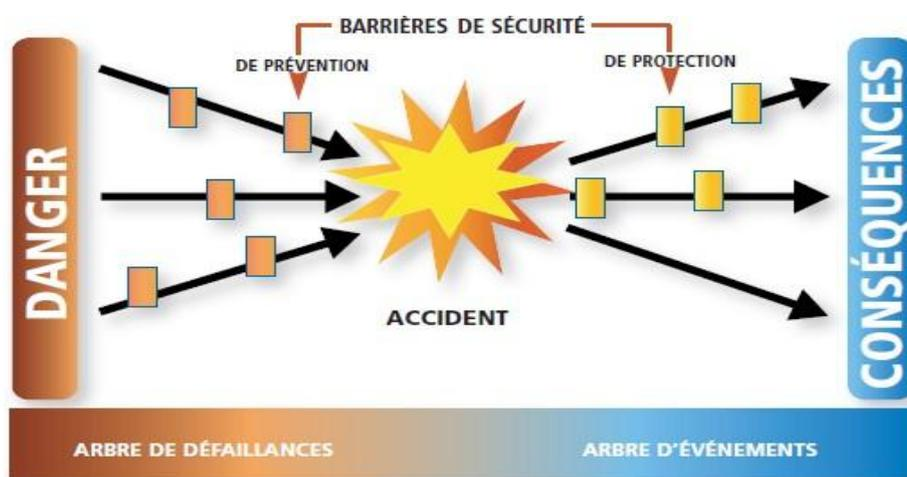 BARRIÈRES DE SÉCURITÉ
DE PRÉVENTION
DE PROTECTION
DANGER
ACCIDENT
CONSÉQUENCES
ARBRE DE DÉFAILLANCES
ARBRE D'ÉVÉNEMENTS